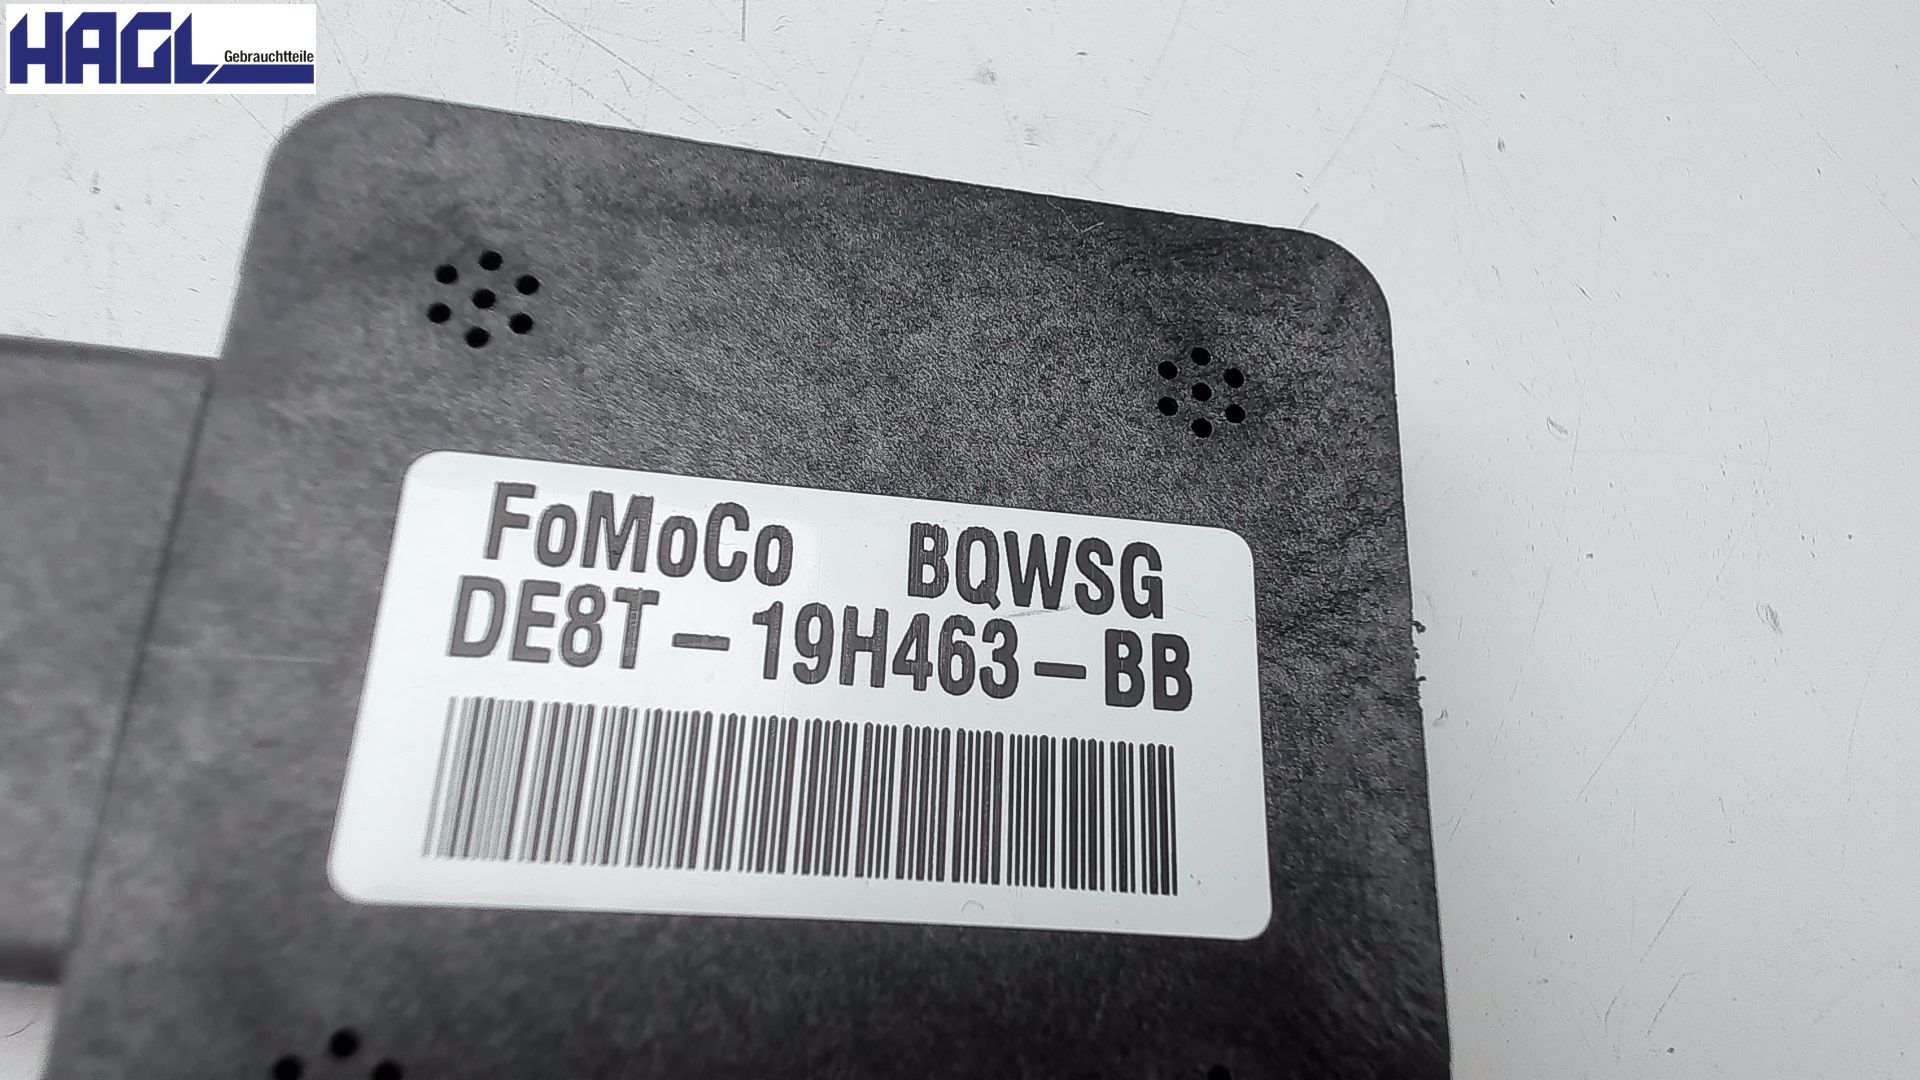 HAGL
Gebrauchtteile
FoMoCo BQWSG
DE8T-19H463-BB